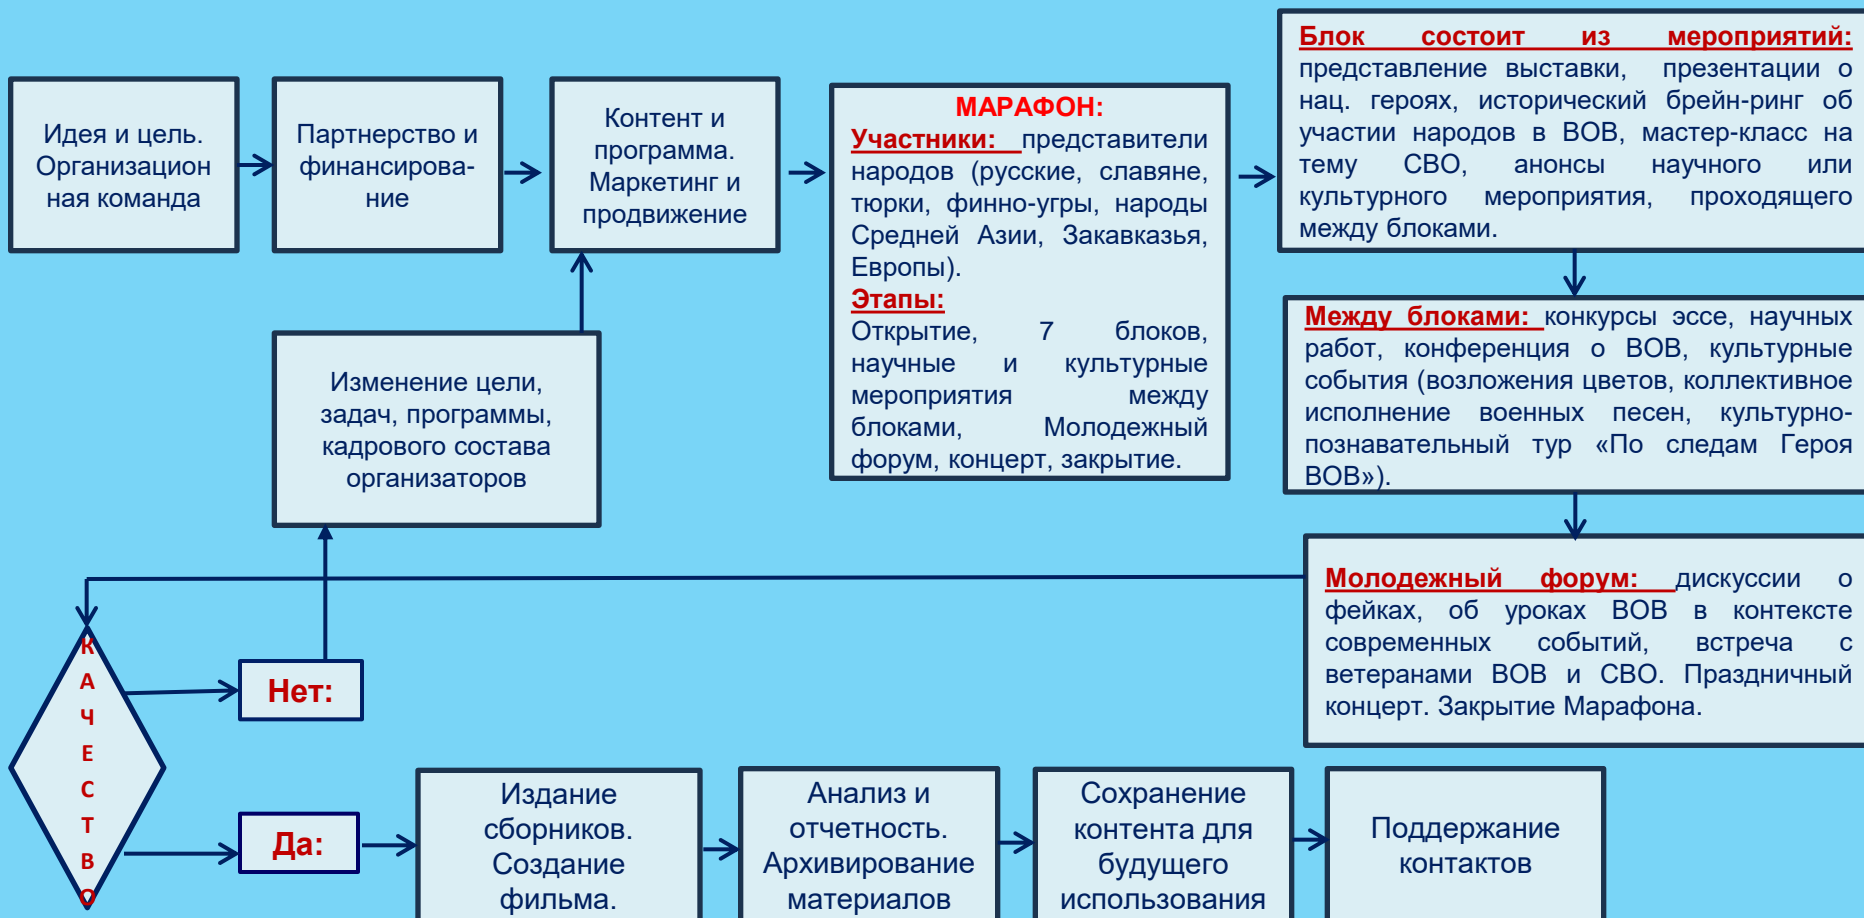 Идея и цель.
Организацион
ная команда
Партнерство и
финансирова-
ние
Контент и
программа.
Маркетинг и
продвижение
МАРАФОН:
Участники: представители
народов (русские, славяне,
тюрки, финно-угры, народы
Средней Азии, Закавказья,
Европы).
Этапы:
Открытие, 7 блоков,
научные и культурные
мероприятия между
блоками, Молодежный
форум, концерт, закрытие.
Блок состоит из мероприятий:
представление выставки, презентации о
нац. героях, исторический брейн-ринг об
участии народов в ВОВ, мастер-класс на
тему СВО, анонсы научного или
культурного мероприятия, проходящего
между блоками.
Между блоками: конкурсы эссе, научных
работ, конференция о ВОВ, культурные
события (возложения цветов, коллективное
исполнение военных песен, культурно-
познавательный тур «По следам Героя
ВОВ»).
Молодежный форум: дискуссии о
фейках, об уроках ВОВ в контексте
современных событий, встреча с
ветеранами ВОВ и СВО. Праздничный
концерт. Закрытие Марафона.
Изменение цели,
задач, программы,
кадрового состава
организаторов
К
А
Ч
Е
С
Т
В
О
Нет:
Да:
Издание
сборников.
Создание
фильма.
Анализ и
отчетность.
Архивирование
материалов
Сохранение
контента для
будущего
использования
Поддержание
контактов